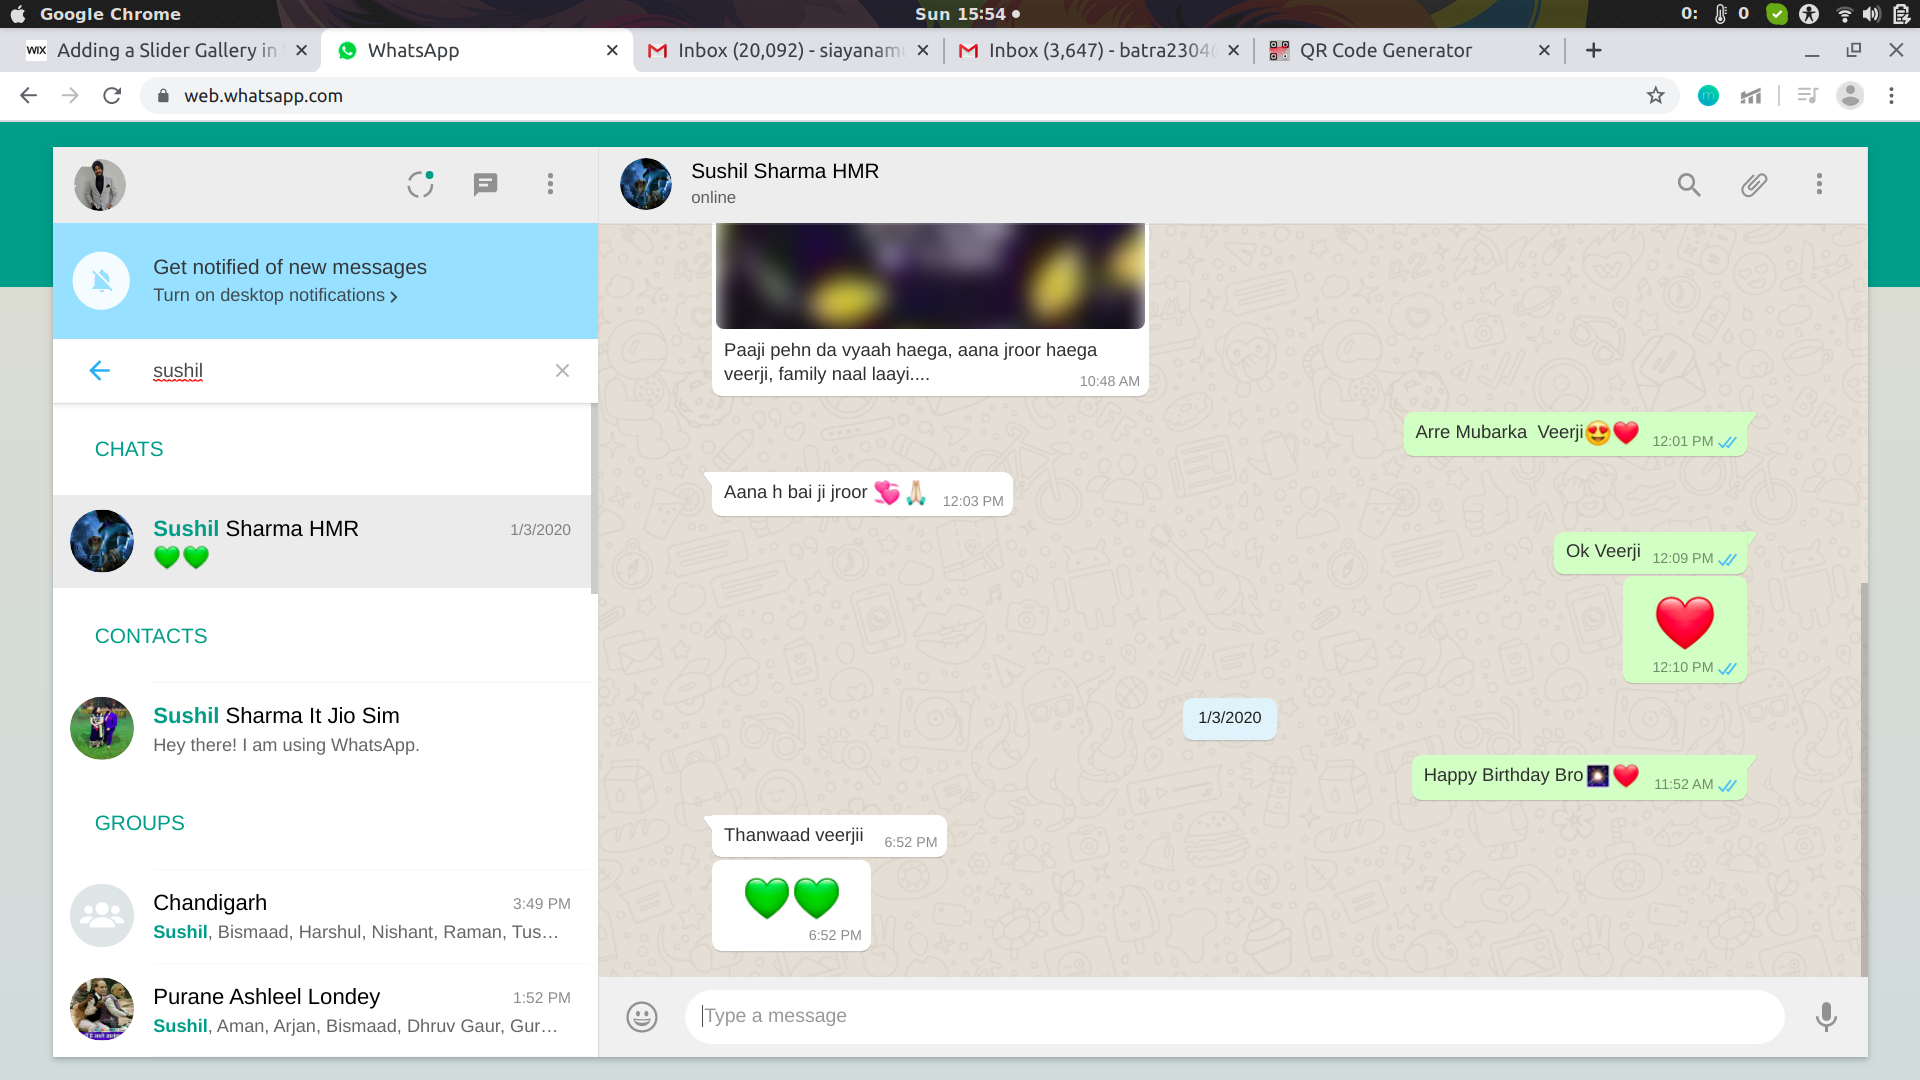 Google Chrome
Sun 15:54
0: 0
WIX Adding a Slider Gallery in
WhatsApp
Inbox (20,092) - siayanam
Inbox (3,647) - batra2304
QR Code Generator
web.whatsapp.com
Get notified of new messages
Turn on desktop notifications
sushil
CHATS
Sushil Sharma HMR 1/3/2020
💚💚
CONTACTS
Sushil Sharma It Jio Sim
Hey there! I am using WhatsApp.
GROUPS
Chandigarh 3:49 PM
Sushil, Bismaad, Harshul, Nishant, Raman, Tus…
Purane Ashleel Londey 1:52 PM
Sushil, Aman, Arjan, Bismaad, Dhruv Gaur, Gur…
Sushil Sharma HMR
online
Paaji pehn da vyaah haega, aana jroor haega
veerji, family naal laayi.... 10:48 AM
Arre Mubarka  Veerji😍❤️ 12:01 PM
Aana h bai ji jroor 💞🙏🏻 12:03 PM
Ok Veerji 12:09 PM
❤️
12:10 PM
1/3/2020
Happy Birthday Bro🎆❤️ 11:52 AM
Thanwaad veerjii 6:52 PM
💚💚
6:52 PM
Type a message